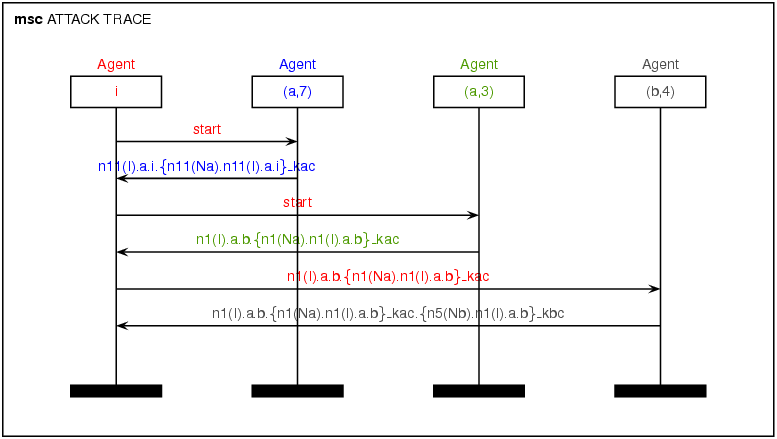 msc ATTACK TRACE
Agent Agent Agent Agent
i (a,7) (a,3) (b,4)
start
n11(I).a.i.{n11(Na).n11(I).a.i}_kac
start
n1(I).a.b.{n1(Na).n1(I).a.b}_kac
n1(I).a.b.{n1(Na).n1(I).a.b}_kac
n1(I).a.b.{n1(Na).n1(I).a.b}_kac.{n5(Nb).n1(I).a.b}_kbc